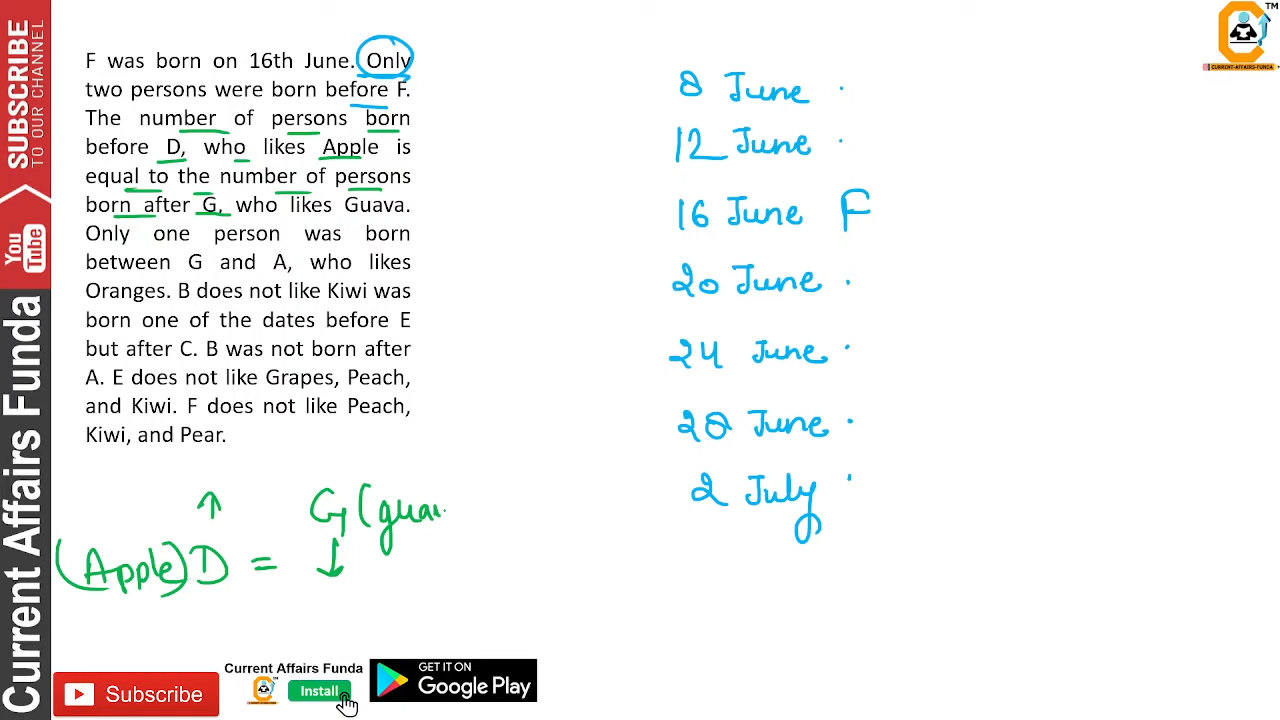 SUBSCRIBE
TO OUR CHANNEL
You
Tube
Current Affairs Funda
F was born on 16th June. Only
two persons were born before F.
The number of persons born
before D, who likes Apple is
equal to the number of persons
born after G, who likes Guava.
Only one person was born
between G and A, who likes
Oranges. B does not like Kiwi was
born one of the dates before E
but after C. B was not born after
A. E does not like Grapes, Peach,
and Kiwi. F does not like Peach,
Kiwi, and Pear.
(Apple) D = G (guav
8 June
12 June
16 June F
20 June
24 June
28 June
2 July
TM
CURRENT-AFFAIRS-FUNDA
Subscribe
Current Affairs Funda
Install
GET IT ON
Google Play